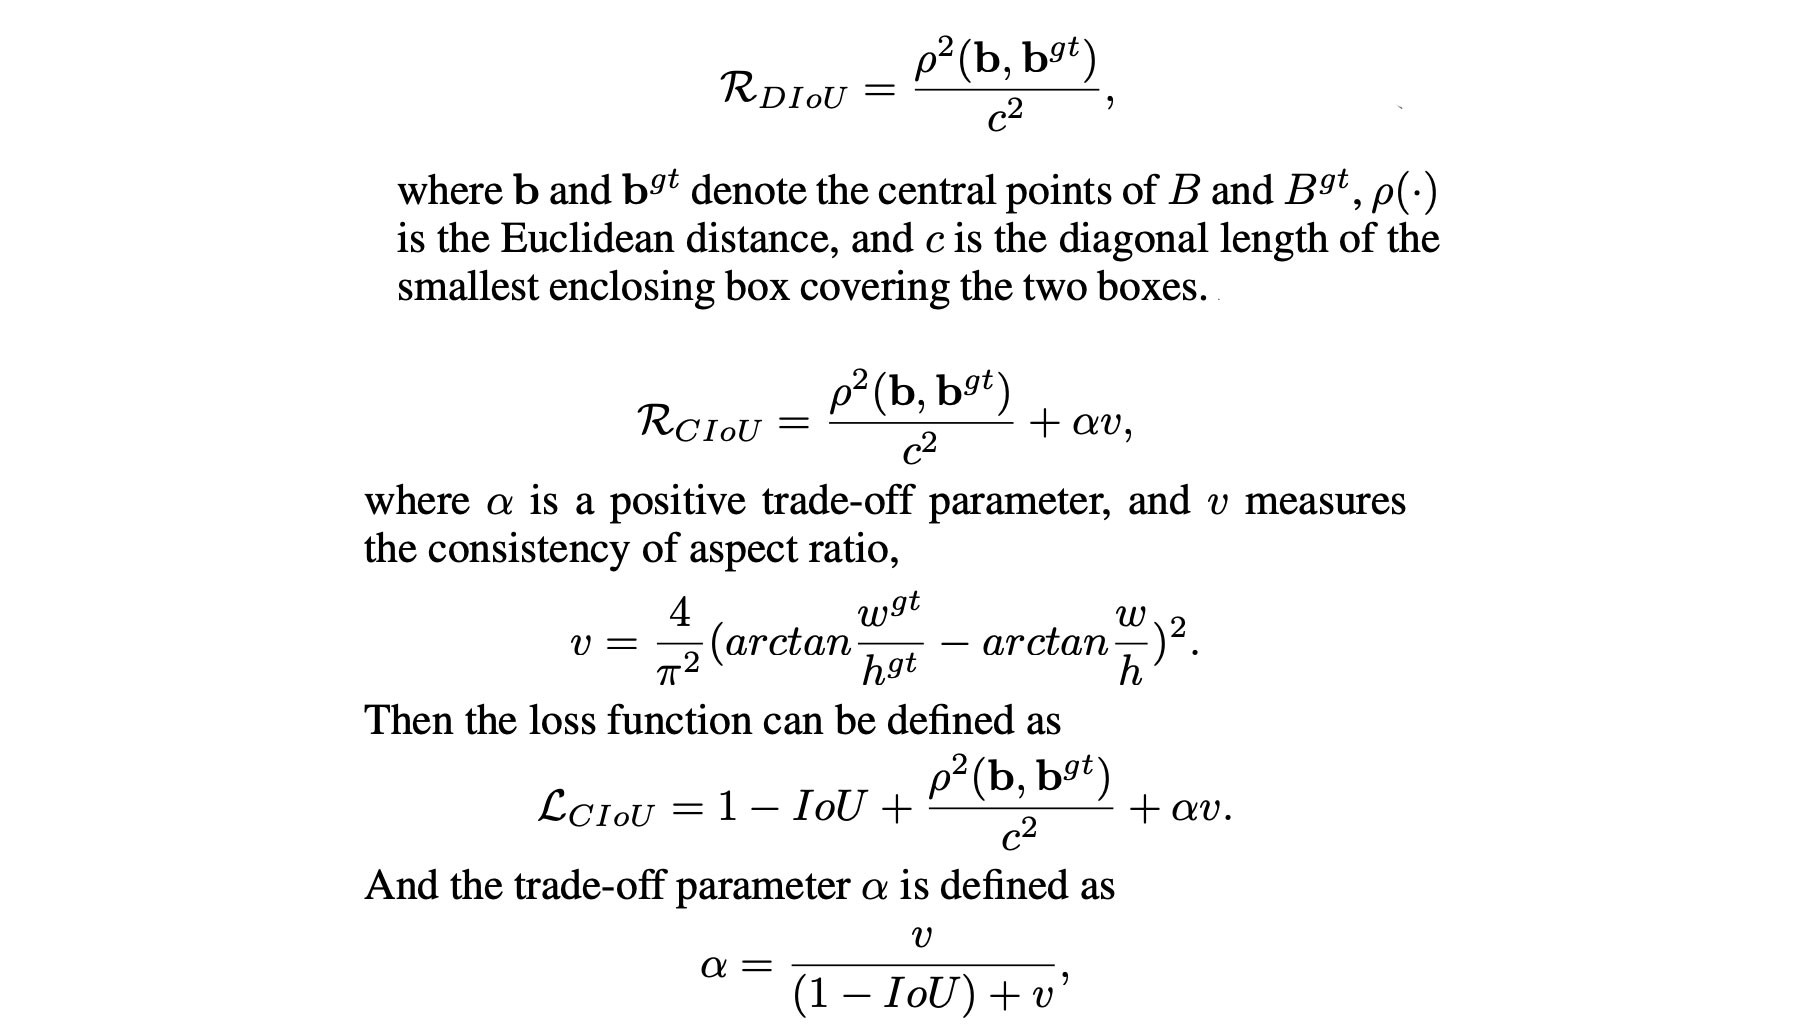 $\mathcal{R}_{DIoU} = \frac{\rho^2(\mathbf{b}, \mathbf{b}^{gt})}{c^2},$
where $\mathbf{b}$ and $\mathbf{b}^{gt}$ denote the central points of $B$ and $B^{gt}$, $\rho(\cdot)$
is the Euclidean distance, and $c$ is the diagonal length of the
smallest enclosing box covering the two boxes.
$\mathcal{R}_{CIoU} = \frac{\rho^2(\mathbf{b}, \mathbf{b}^{gt})}{c^2} + \alpha v,$
where $\alpha$ is a positive trade-off parameter, and $v$ measures
the consistency of aspect ratio,
$v = \frac{4}{\pi^2}(arctan\frac{w^{gt}}{h^{gt}} - arctan\frac{w}{h})^2.$
Then the loss function can be defined as
$\mathcal{L}_{CIoU} = 1 - IoU + \frac{\rho^2(\mathbf{b}, \mathbf{b}^{gt})}{c^2} + \alpha v.$
And the trade-off parameter $\alpha$ is defined as
$\alpha = \frac{v}{(1 - IoU) + v},$